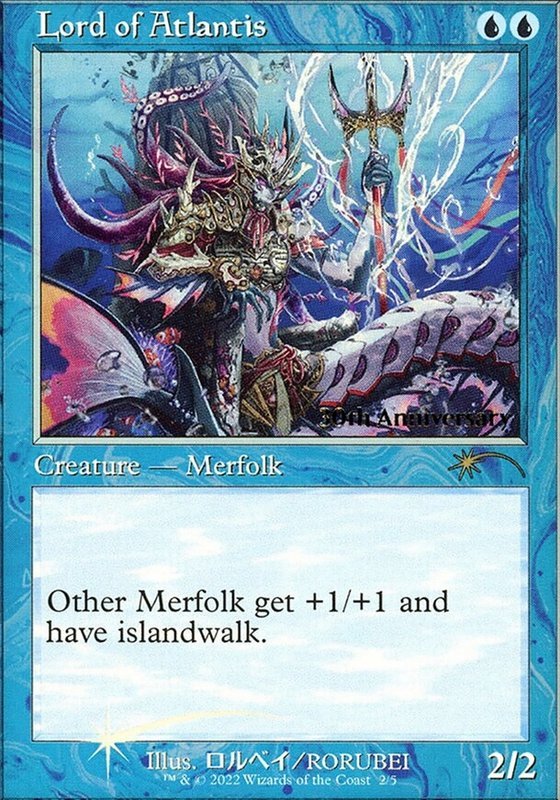 Lord of Atlantis
30th Anniversary
Creature — Merfolk
Other Merfolk get +1/+1 and
have islandwalk.
Illus. ロルベイ/RORUBEI
™ & © 2022 Wizards of the Coast 2/5
2/2